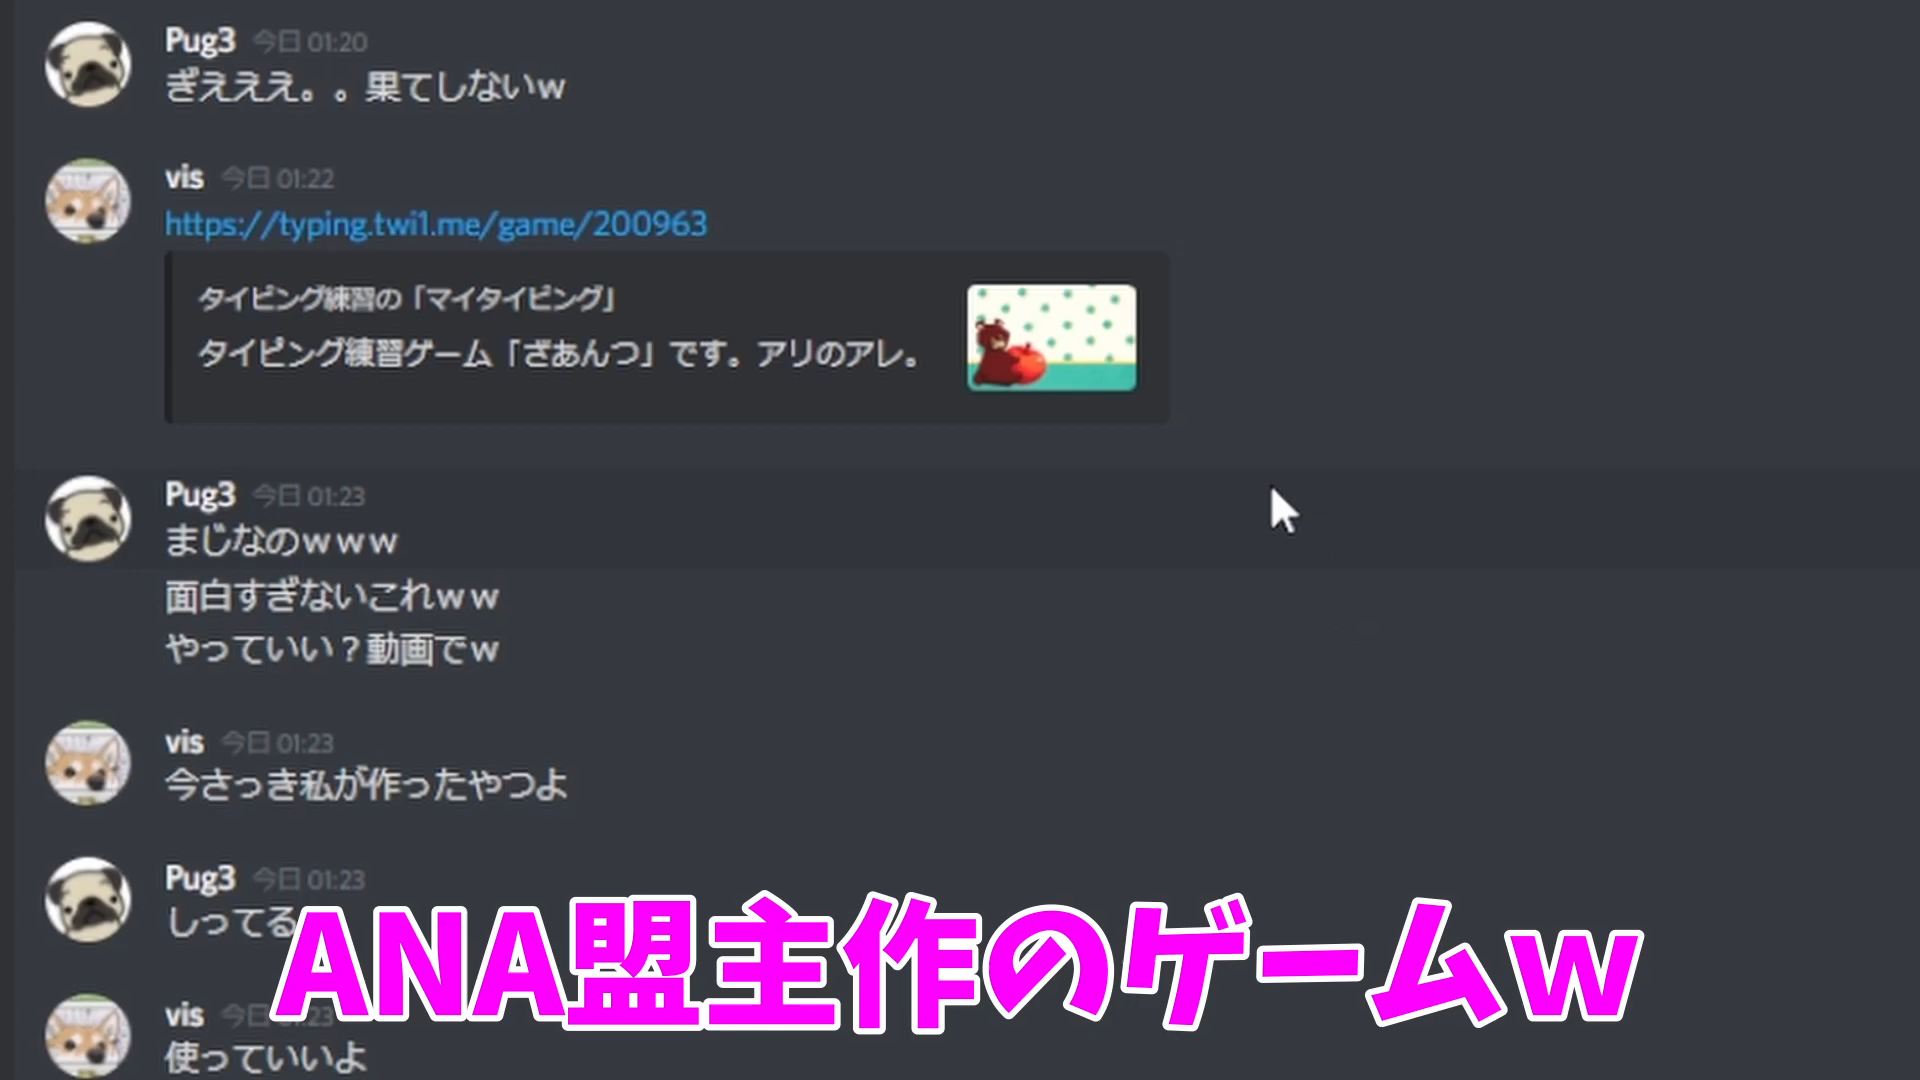 Pug3 今日 01:20
ぎえええ。。果てしないw
vis 今日 01:22
https://typing.twi1.me/game/200963
タイピング練習の「マイタイピング」
タイピング練習ゲーム「ざあんつ」です。アリのアレ。
Pug3 今日 01:23
まじなのｗｗｗ
面白すぎないこれｗｗ
やっていい？動画でｗ
vis 今日 01:23
今さっき私が作ったやつよ
Pug3 今日 01:23
しってる
ANA盟主作のゲームｗ
vis 今日 01:23
使っていいよ